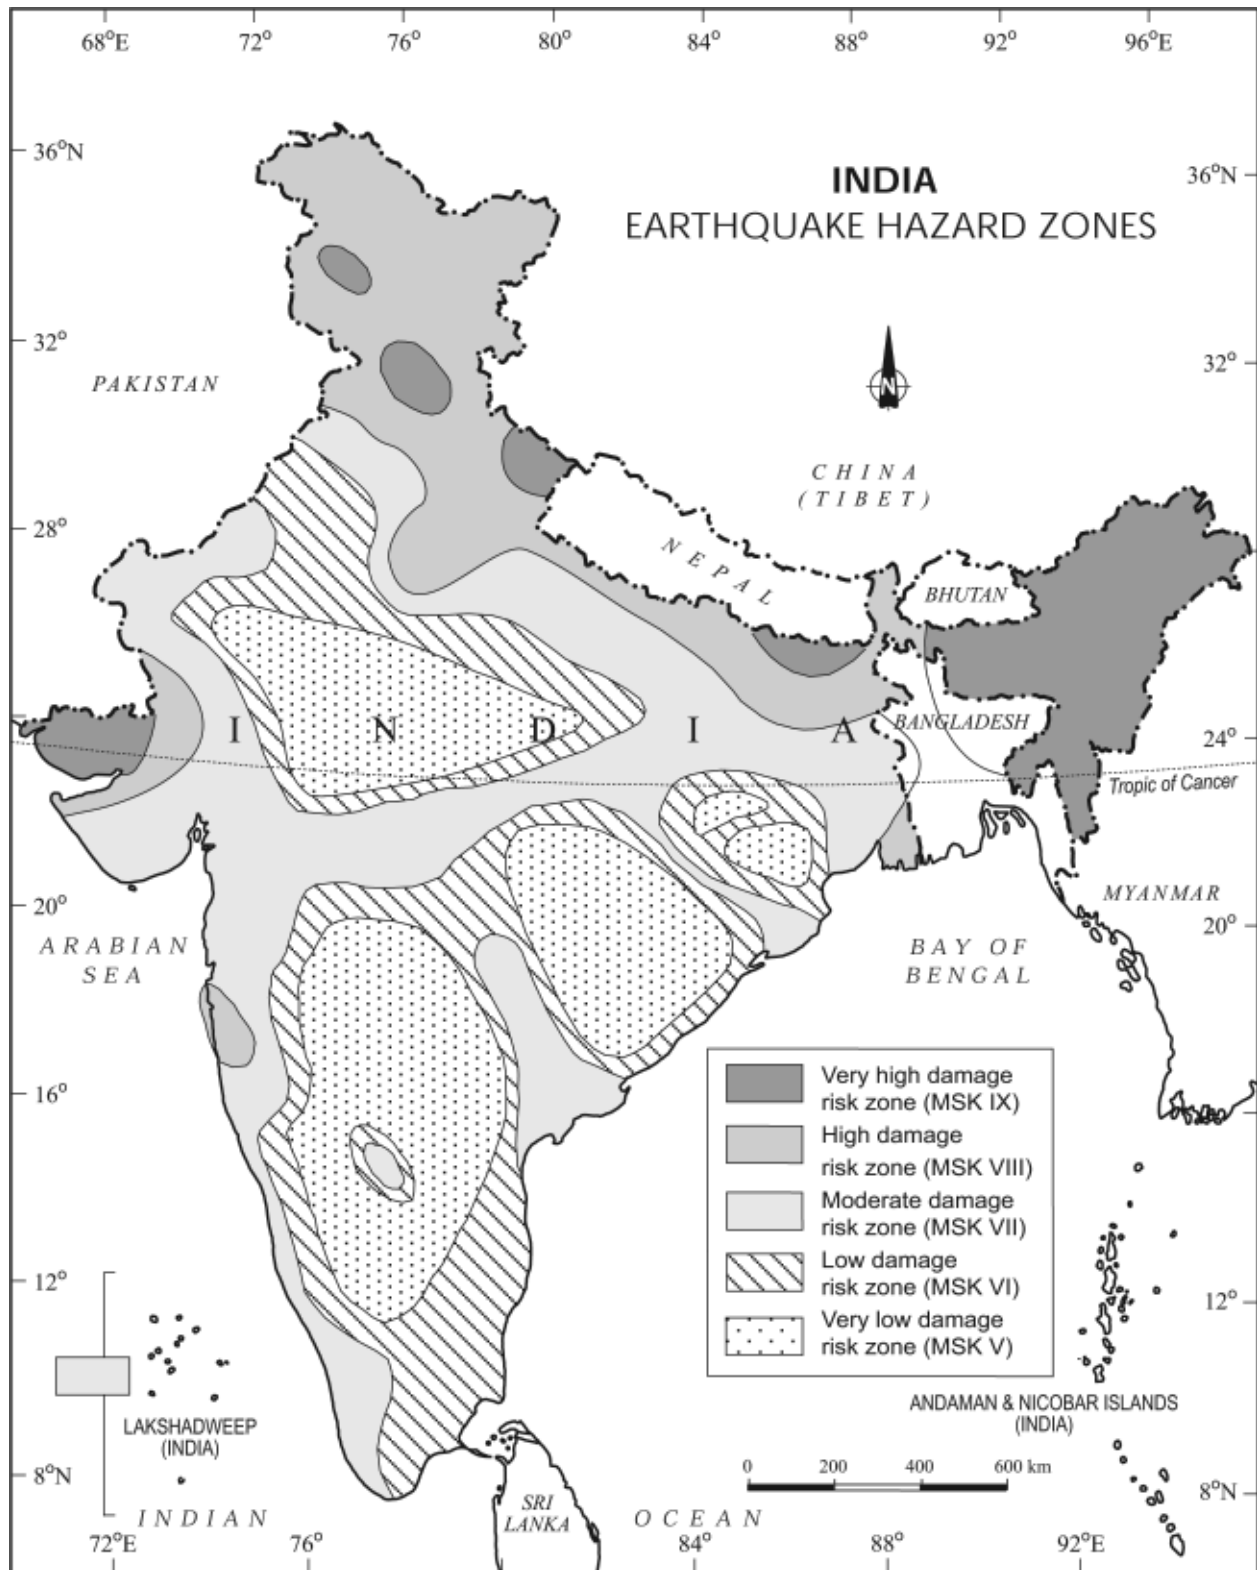 68°E 72° 76° 80° 84° 88° 92° 96°E
36°N
36°N
INDIA
EARTHQUAKE HAZARD ZONES
32°
32°
PAKISTAN
N
CHINA
(TIBET)
28°
NEPAL
BHUTAN
I N D I A
BANGLADESH
24°
Tropic of Cancer
20°
MYANMAR
20°
ARABIAN
SEA
BAY OF
BENGAL
16°
Very high damage
risk zone (MSK IX)
High damage
risk zone (MSK VIII)
Moderate damage
risk zone (MSK VII)
Low damage
risk zone (MSK VI)
Very low damage
risk zone (MSK V)
12°
12°
LAKSHADWEEP
(INDIA)
ANDAMAN & NICOBAR ISLANDS
(INDIA)
0 200 400 600 km
8°N
8°N
SRI
LANKA
INDIAN OCEAN
72°E 76° 84° 88° 92°E